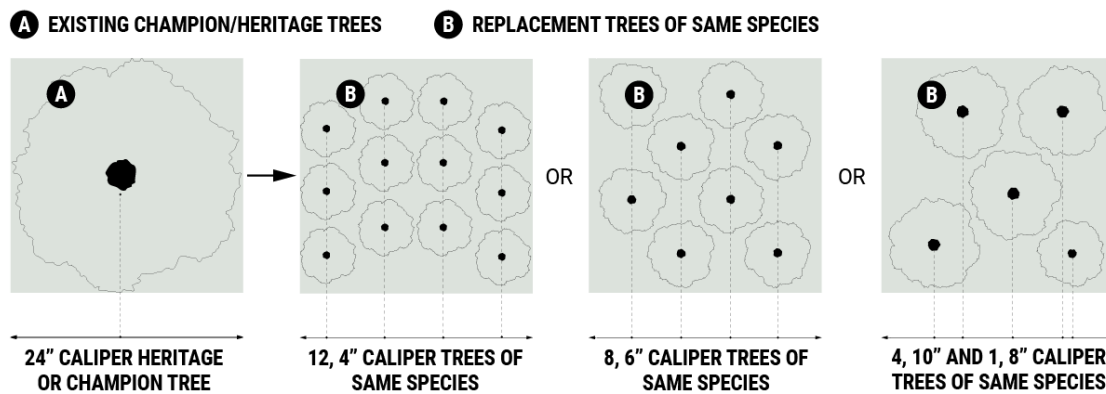 A EXISTING CHAMPION/HERITAGE TREES
B REPLACEMENT TREES OF SAME SPECIES
A
B
B
B
OR
OR
24” CALIPER HERITAGE
OR CHAMPION TREE
12, 4” CALIPER TREES OF
SAME SPECIES
8, 6” CALIPER TREES OF
SAME SPECIES
4, 10” AND 1, 8” CALIPER
TREES OF SAME SPECIES